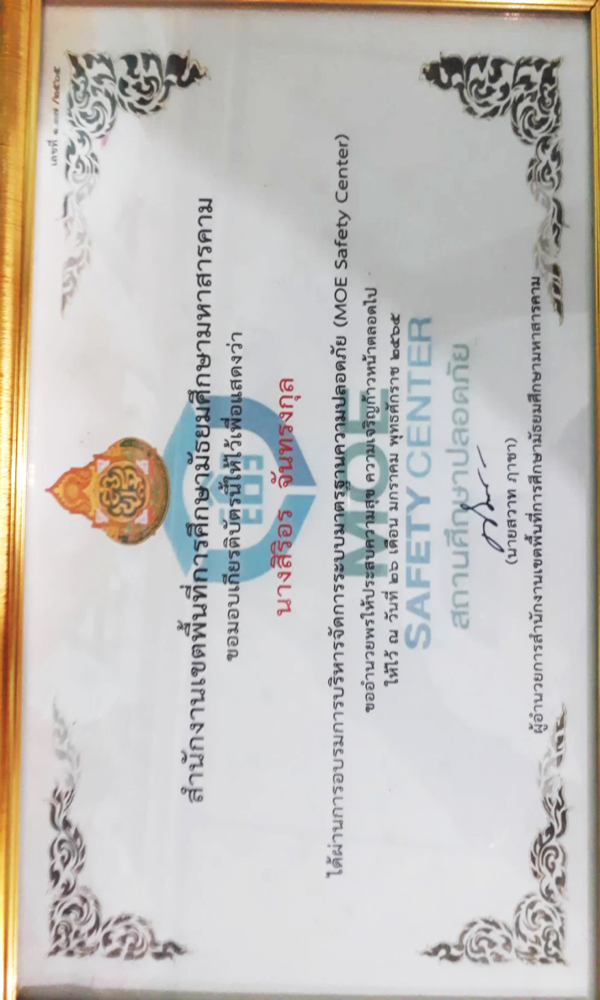 เลขที่ ๑๓๗ /๒๕๖๕
สำนักงานเขตพื้นที่การศึกษามัธยมศึกษามหาสารคาม
ขอมอบเกียรติบัตรนี้ให้ไว้เพื่อแสดงว่า
นางสิริอร จันทรงกุล
ได้ผ่านการอบรมการบริหารจัดการระบบมาตรฐานความปลอดภัย (MOE Safety Center)
ขออำนวยพรให้ประสบความสุข ความเจริญก้าวหน้าตลอดไป
ให้ไว้ ณ วันที่ ๒๖ เดือน มกราคม พุทธศักราช ๒๕๖๕
MOE
SAFETY CENTER
สถานศึกษาปลอดภัย
(นายสวาท ภาชา)
ผู้อำนวยการสำนักงานเขตพื้นที่การศึกษามัธยมศึกษามหาสารคาม